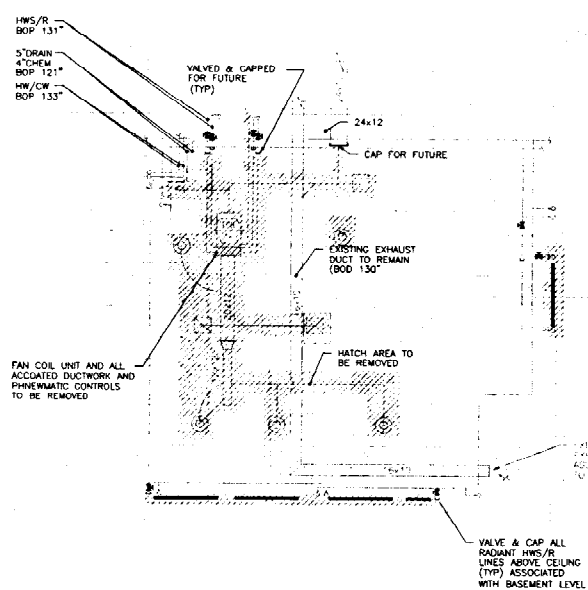 HWS/R
BOP 131"
5"DRAIN
4"CHEM
BOP 121"
HW/CW
BOP 133"
VALVED & CAPPED
FOR FUTURE
(TYP)
24x12
CAP FOR FUTURE
EXISTING EXHAUST
DUCT TO REMAIN
(BOD 130"
FAN COIL UNIT AND ALL
ACCOATED DUCTWORK AND
PHNEWMATIC CONTROLS
TO BE REMOVED
HATCH AREA TO
BE REMOVED
VALVE & CAP ALL
RADIANT HWS/R
LINES ABOVE CEILING
(TYP) ASSOCIATED
WITH BASEMENT LEVEL